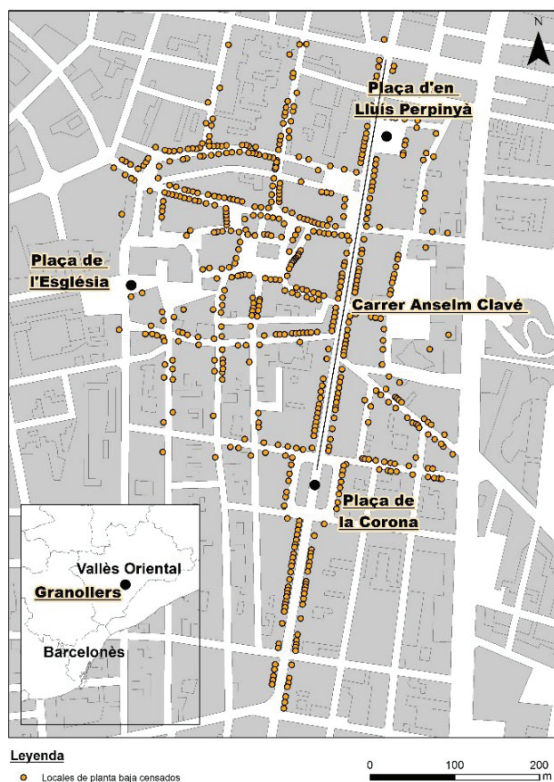 N
Plaça d'en
Lluís Perpinyà
Plaça de
l'Església
Carrer Anselm Clavé
Plaça de
la Corona
Vallès Oriental
Granollers
Barcelonès
Leyenda
Locales de planta baja censados
0 100 200
m